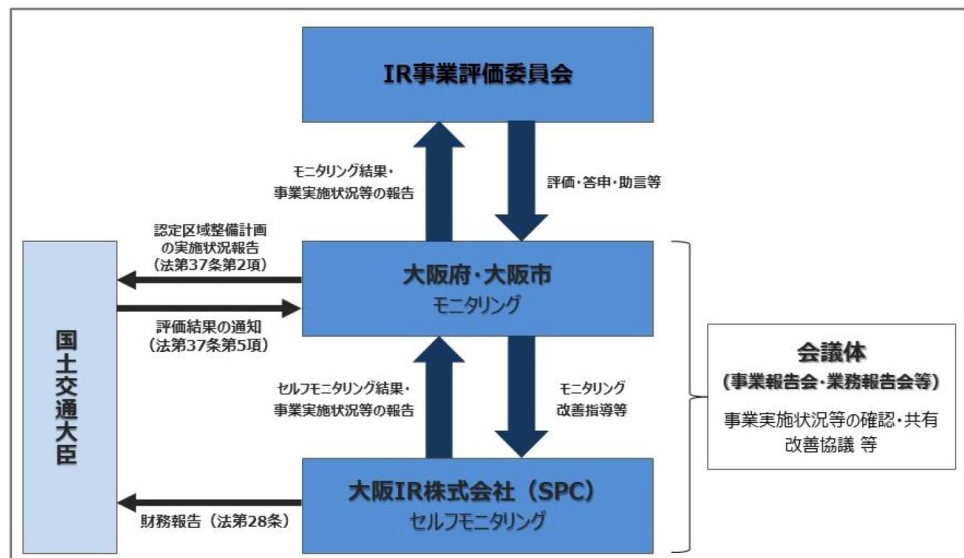 IR事業評価委員会
モニタリング結果・
事業実施状況等の報告
評価・答申・助言等
認定区域整備計画
の実施状況報告
（法第37条第2項）
大阪府・大阪市
モニタリング
評価結果の通知
（法第37条第5項）
国土交通大臣
会議体
（事業報告会・業務報告会等）
事業実施状況等の確認・共有
改善協議 等
セルフモニタリング結果・
事業実施状況等の報告
モニタリング
改善指導等
大阪IR株式会社（SPC）
セルフモニタリング
財務報告（法第28条）